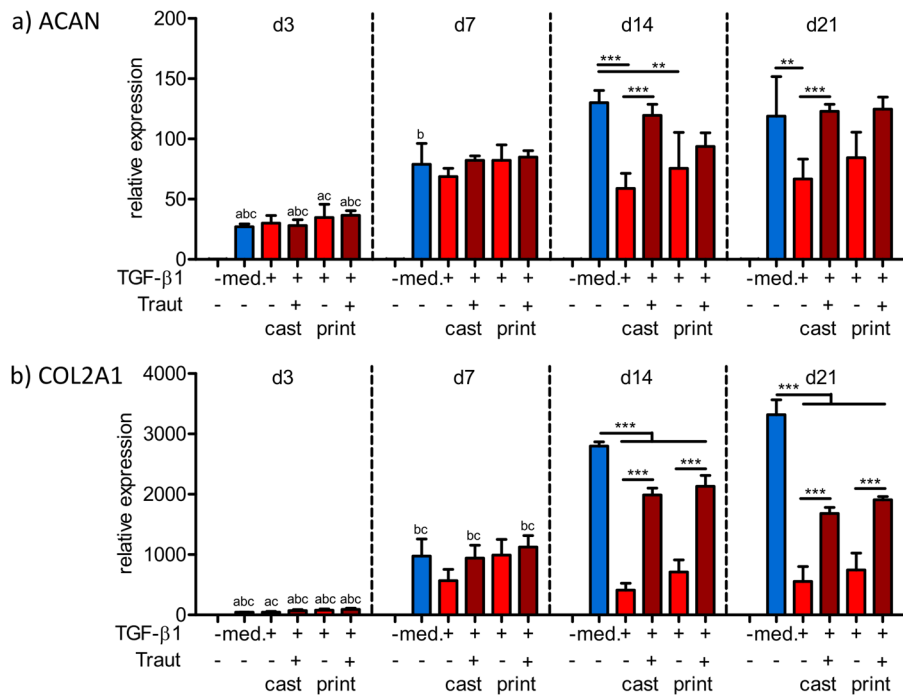 a) ACAN
d3 d7 d14 d21
relative expression
200
150
100
50
0
abc abc ac abc
b
*** **
***
**
***
TGF-β1 - med. + + + + - med. + + + + - med. + + + + - med. + + + +
Traut - - - + - + - - - + - + - - - + - + - - - + - +
cast print cast print cast print cast print
b) COL2A1
d3 d7 d14 d21
relative expression
4000
3000
2000
1000
0
abc ac abc abc abc
bc bc bc
***
*** ***
***
*** ***
TGF-β1 - med. + + + + - med. + + + + - med. + + + + - med. + + + +
Traut - - - + - + - - - + - + - - - + - + - - - + - +
cast print cast print cast print cast print